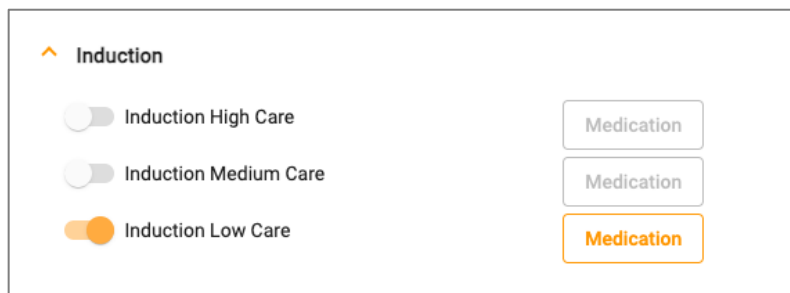 Induction
Induction High Care Medication
Induction Medium Care Medication
Induction Low Care Medication